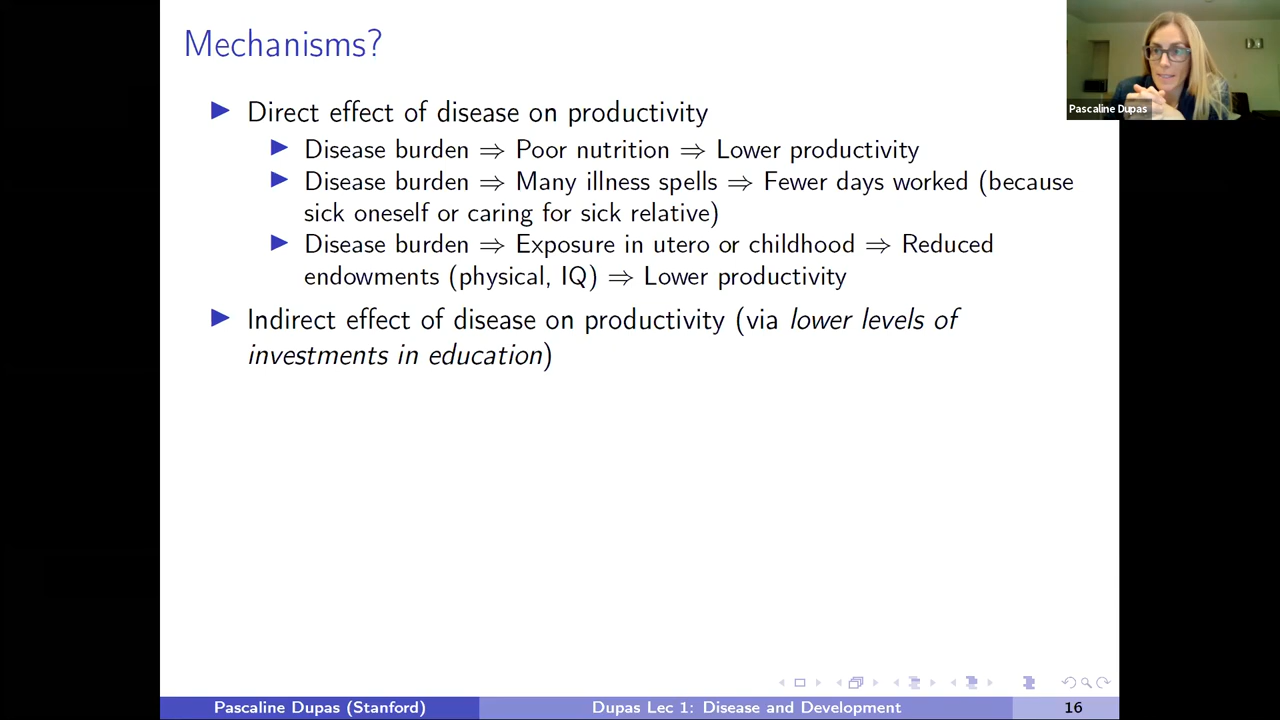 Mechanisms?
Pascaline Dupas
Direct effect of disease on productivity
Disease burden ⇒ Poor nutrition ⇒ Lower productivity
Disease burden ⇒ Many illness spells ⇒ Fewer days worked (because
sick oneself or caring for sick relative)
Disease burden ⇒ Exposure in utero or childhood ⇒ Reduced
endowments (physical, IQ) ⇒ Lower productivity
Indirect effect of disease on productivity (via lower levels of
investments in education)
Pascaline Dupas (Stanford) Dupas Lec 1: Disease and Development 16